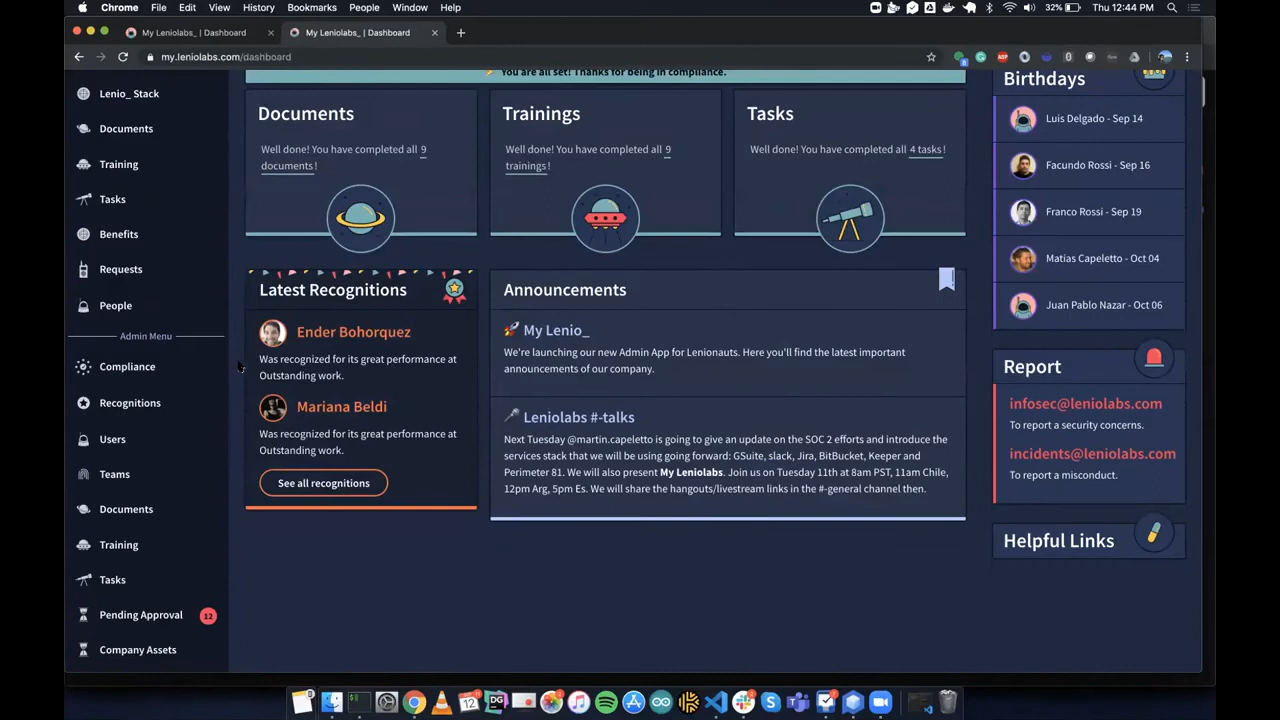 Chrome File Edit View History Bookmarks People Window Help
32% Thu 12:44 PM
My Leniolabs_ | Dashboard
My Leniolabs_ | Dashboard
my.leniolabs.com/dashboard
Lenio_ Stack
Documents
Training
Tasks
Benefits
Requests
People
Admin Menu
Compliance
Recognitions
Users
Teams
Documents
Training
Tasks
Pending Approval 12
Company Assets
You are all set! Thanks for being in compliance.
Documents
Well done! You have completed all 9
documents!
Trainings
Well done! You have completed all 9
trainings!
Tasks
Well done! You have completed all 4 tasks!
Latest Recognitions
Ender Bohorquez
Was recognized for its great performance at
Outstanding work.
Mariana Beldi
Was recognized for its great performance at
Outstanding work.
See all recognitions
Announcements
🚀 My Lenio_
We're launching our new Admin App for Lenionauts. Here you'll find the latest important
announcements of our company.
🎤 Leniolabs #-talks
Next Tuesday @martin.capeletto is going to give an update on the SOC 2 efforts and introduce the
services stack that we will be using going forward: GSuite, slack, Jira, BitBucket, Keeper and
Perimeter 81. We will also present My Leniolabs. Join us on Tuesday 11th at 8am PST, 11am Chile,
12pm Arg, 5pm Es. We will share the hangouts/livestream links in the #-general channel then.
Birthdays
Luis Delgado - Sep 14
Facundo Rossi - Sep 16
Franco Rossi - Sep 19
Matias Capeletto - Oct 04
Juan Pablo Nazar - Oct 06
Report
infosec@leniolabs.com
To report a security concerns.
incidents@leniolabs.com
To report a misconduct.
Helpful Links